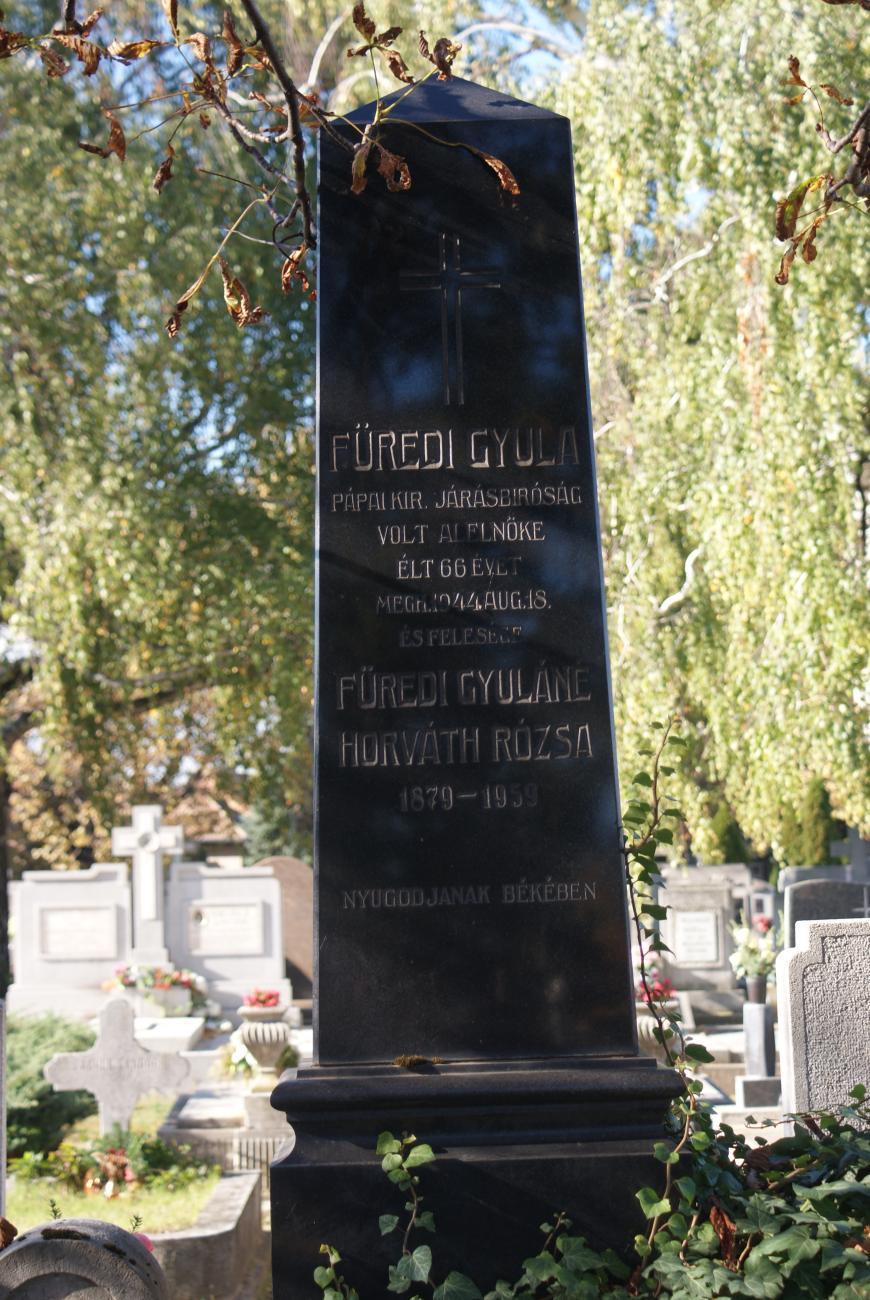 FÜREDI GYULA
PÁPAI KIR. JÁRÁSBIRÓSÁG
VOLT ALELNÖKE
ÉLT 66 ÉVET
MEGH. 1944. AUG. 18.
ÉS FELESÉGE
FÜREDI GYULÁNÉ
HORVÁTH RÓZSA
1879 – 1959
NYUGODJANAK BÉKÉBEN